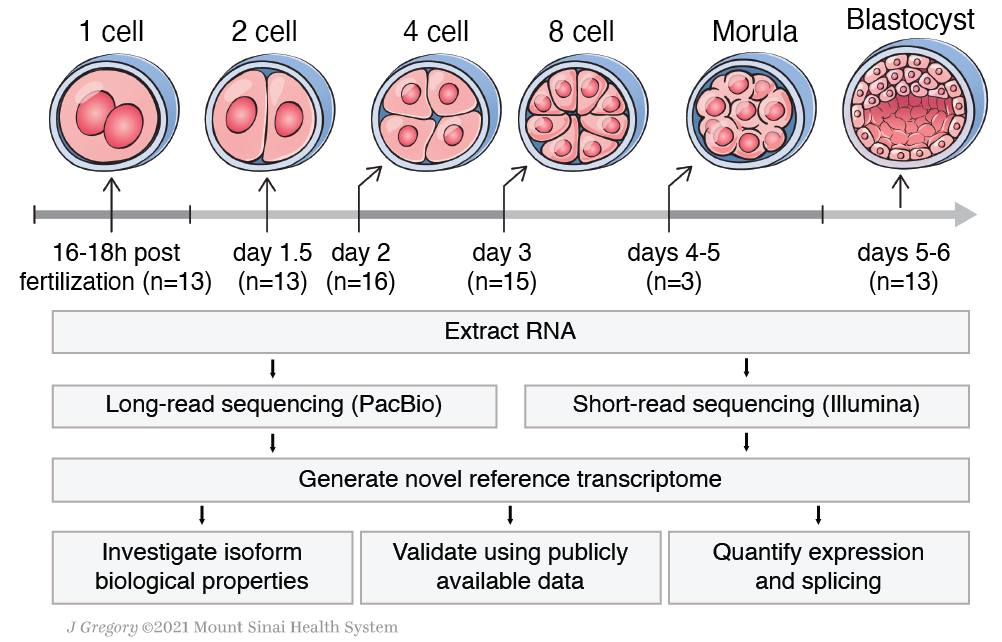 1 cell
2 cell
4 cell
8 cell
Morula
Blastocyst
16-18h post
fertilization (n=13)
day 1.5
(n=13)
day 2
(n=16)
day 3
(n=15)
days 4-5
(n=3)
days 5-6
(n=13)
Extract RNA
Long-read sequencing (PacBio)
Short-read sequencing (Illumina)
Generate novel reference transcriptome
Investigate isoform
biological properties
Validate using publicly
available data
Quantify expression
and splicing
J Gregory ©2021 Mount Sinai Health System